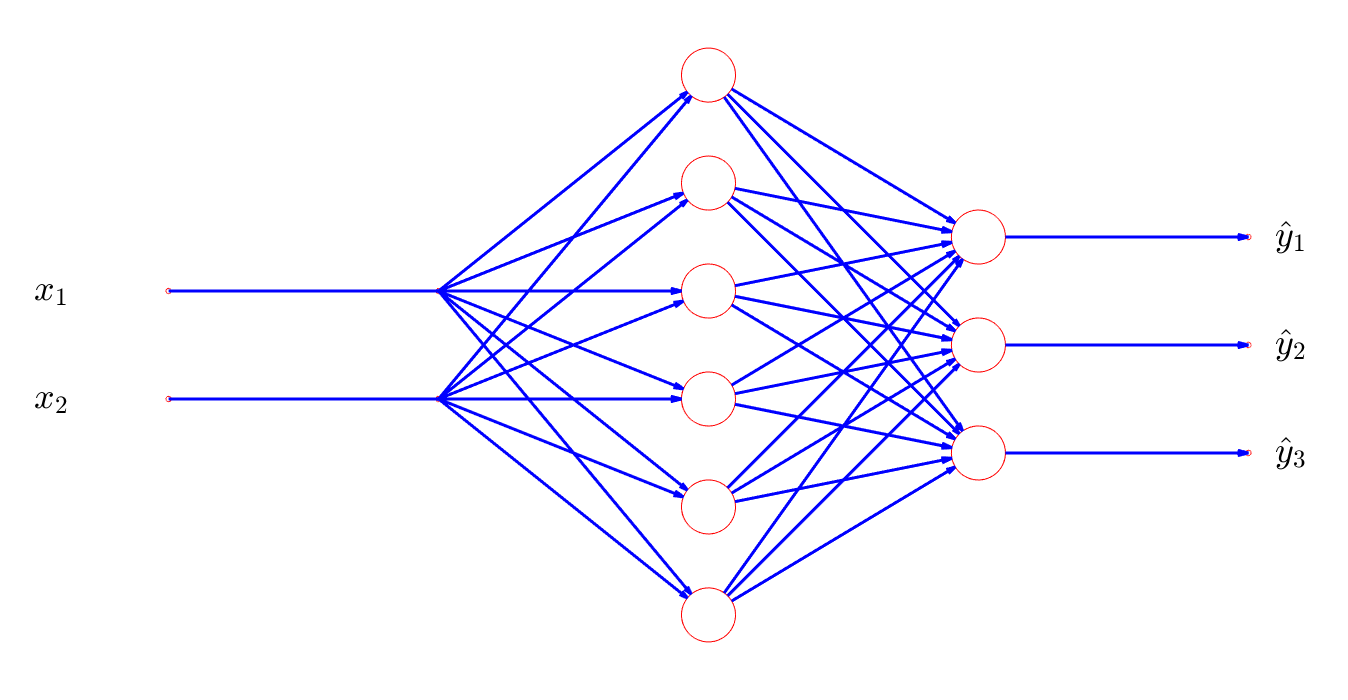 x₁
x₂
ŷ₁
ŷ₂
ŷ₃